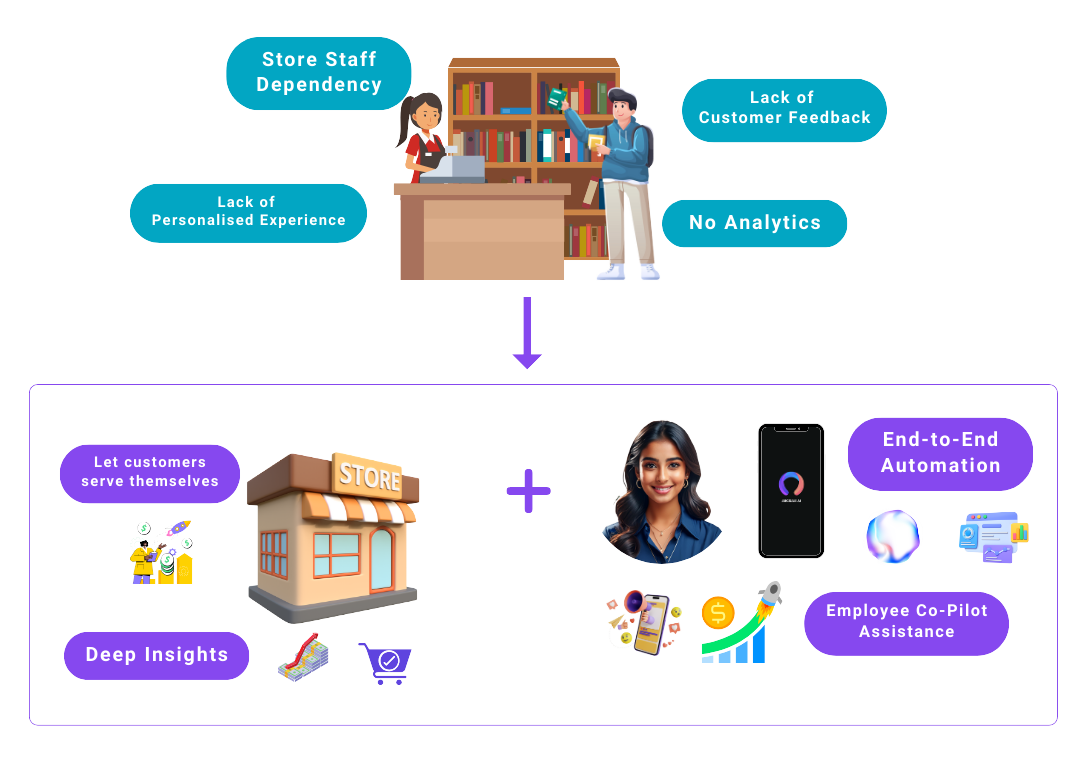 Store Staff
Dependency
Lack of
Customer Feedback
Lack of
Personalised Experience
No Analytics
Let customers
serve themselves
STORE
End-to-End
Automation
Employee Co-Pilot
Assistance
Deep Insights